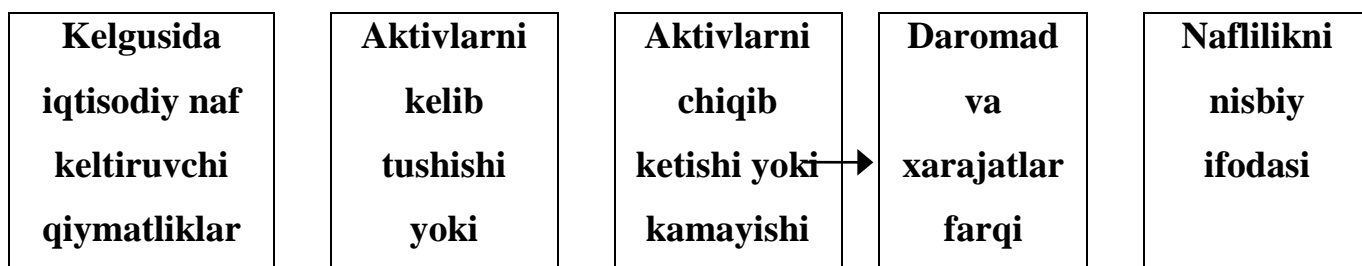 Kelgusida
iqtisodiy naf
keltiruvchi
qiymatliklar
Aktivlarni
kelib
tushishi
yoki
Aktivlarni
chiqib
ketishi yoki
kamayishi
Daromad
va
xarajatlar
farqi
Naflilikni
nisbiy
ifodasi